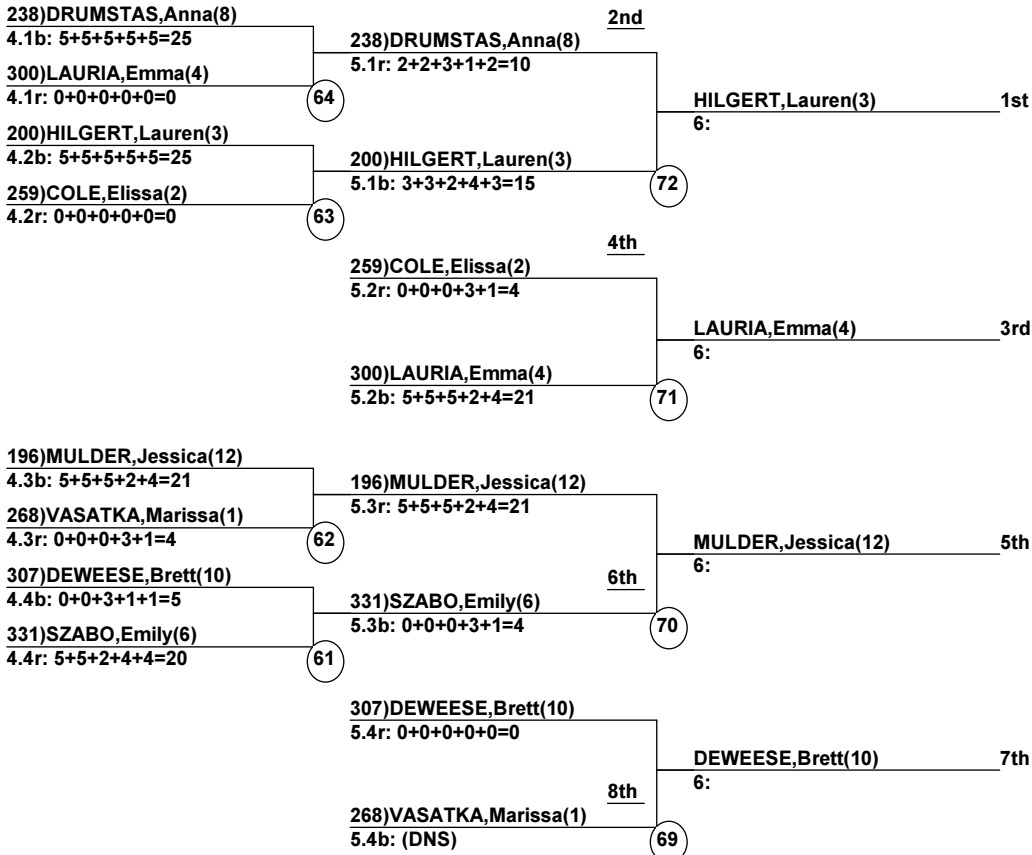 238)DRUMSTAS,Anna(8)
4.1b: 5+5+5+5+5=25
300)LAURIA,Emma(4)
4.1r: 0+0+0+0+0=0
64
200)HILGERT,Lauren(3)
4.2b: 5+5+5+5+5=25
259)COLE,Elissa(2)
4.2r: 0+0+0+0+0=0
63
2nd
238)DRUMSTAS,Anna(8)
5.1r: 2+2+3+1+2=10
200)HILGERT,Lauren(3)
5.1b: 3+3+2+4+3=15
72
HILGERT,Lauren(3)
1st
6:
4th
259)COLE,Elissa(2)
5.2r: 0+0+0+3+1=4
300)LAURIA,Emma(4)
5.2b: 5+5+5+2+4=21
71
LAURIA,Emma(4)
3rd
6:
196)MULDER,Jessica(12)
4.3b: 5+5+5+2+4=21
268)VASATKA,Marissa(1)
4.3r: 0+0+0+3+1=4
62
307)DEWEESE,Brett(10)
4.4b: 0+0+3+1+1=5
331)SZABO,Emily(6)
4.4r: 5+5+2+4+4=20
61
196)MULDER,Jessica(12)
5.3r: 5+5+5+2+4=21
6th
331)SZABO,Emily(6)
5.3b: 0+0+0+3+1=4
70
MULDER,Jessica(12)
5th
6:
307)DEWEESE,Brett(10)
5.4r: 0+0+0+0+0=0
8th
268)VASATKA,Marissa(1)
5.4b: (DNS)
69
DEWEESE,Brett(10)
7th
6: